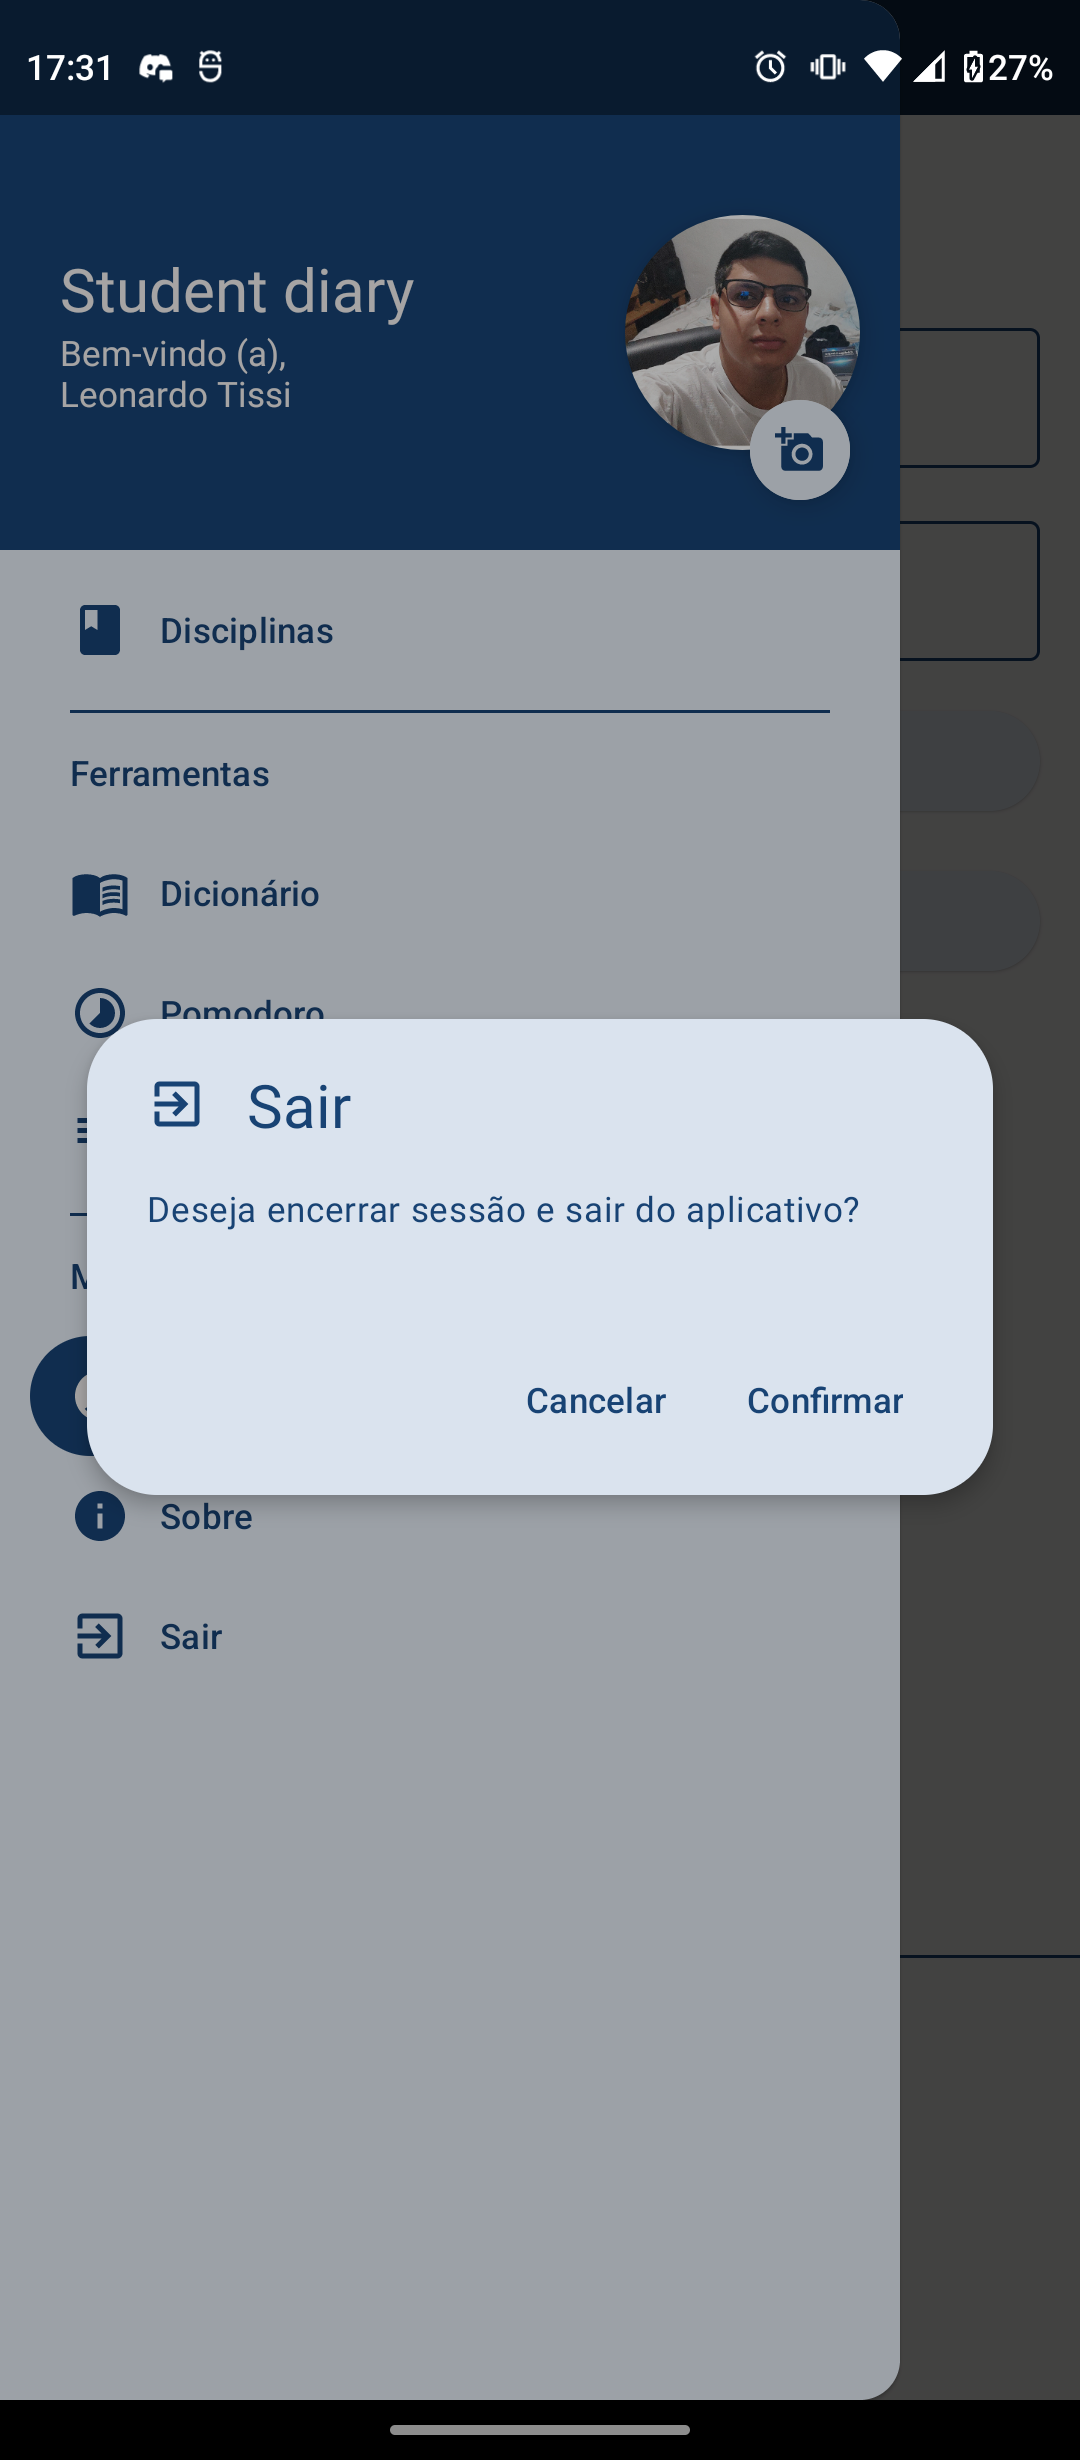 17:31
27%
Student diary
Bem-vindo (a),
Leonardo Tissi
Disciplinas
Ferramentas
Dicionário
Pomodoro
Sair
Deseja encerrar sessão e sair do aplicativo?
Cancelar
Confirmar
Sobre
Sair